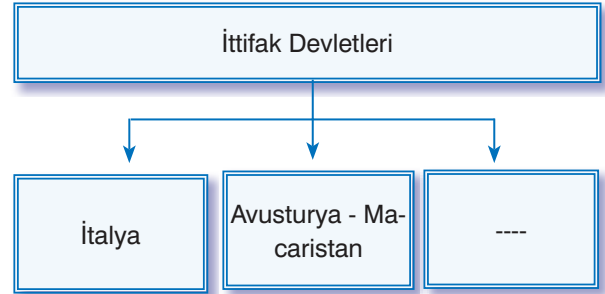 İttifak Devletleri
İtalya
Avusturya - Ma-
caristan
----